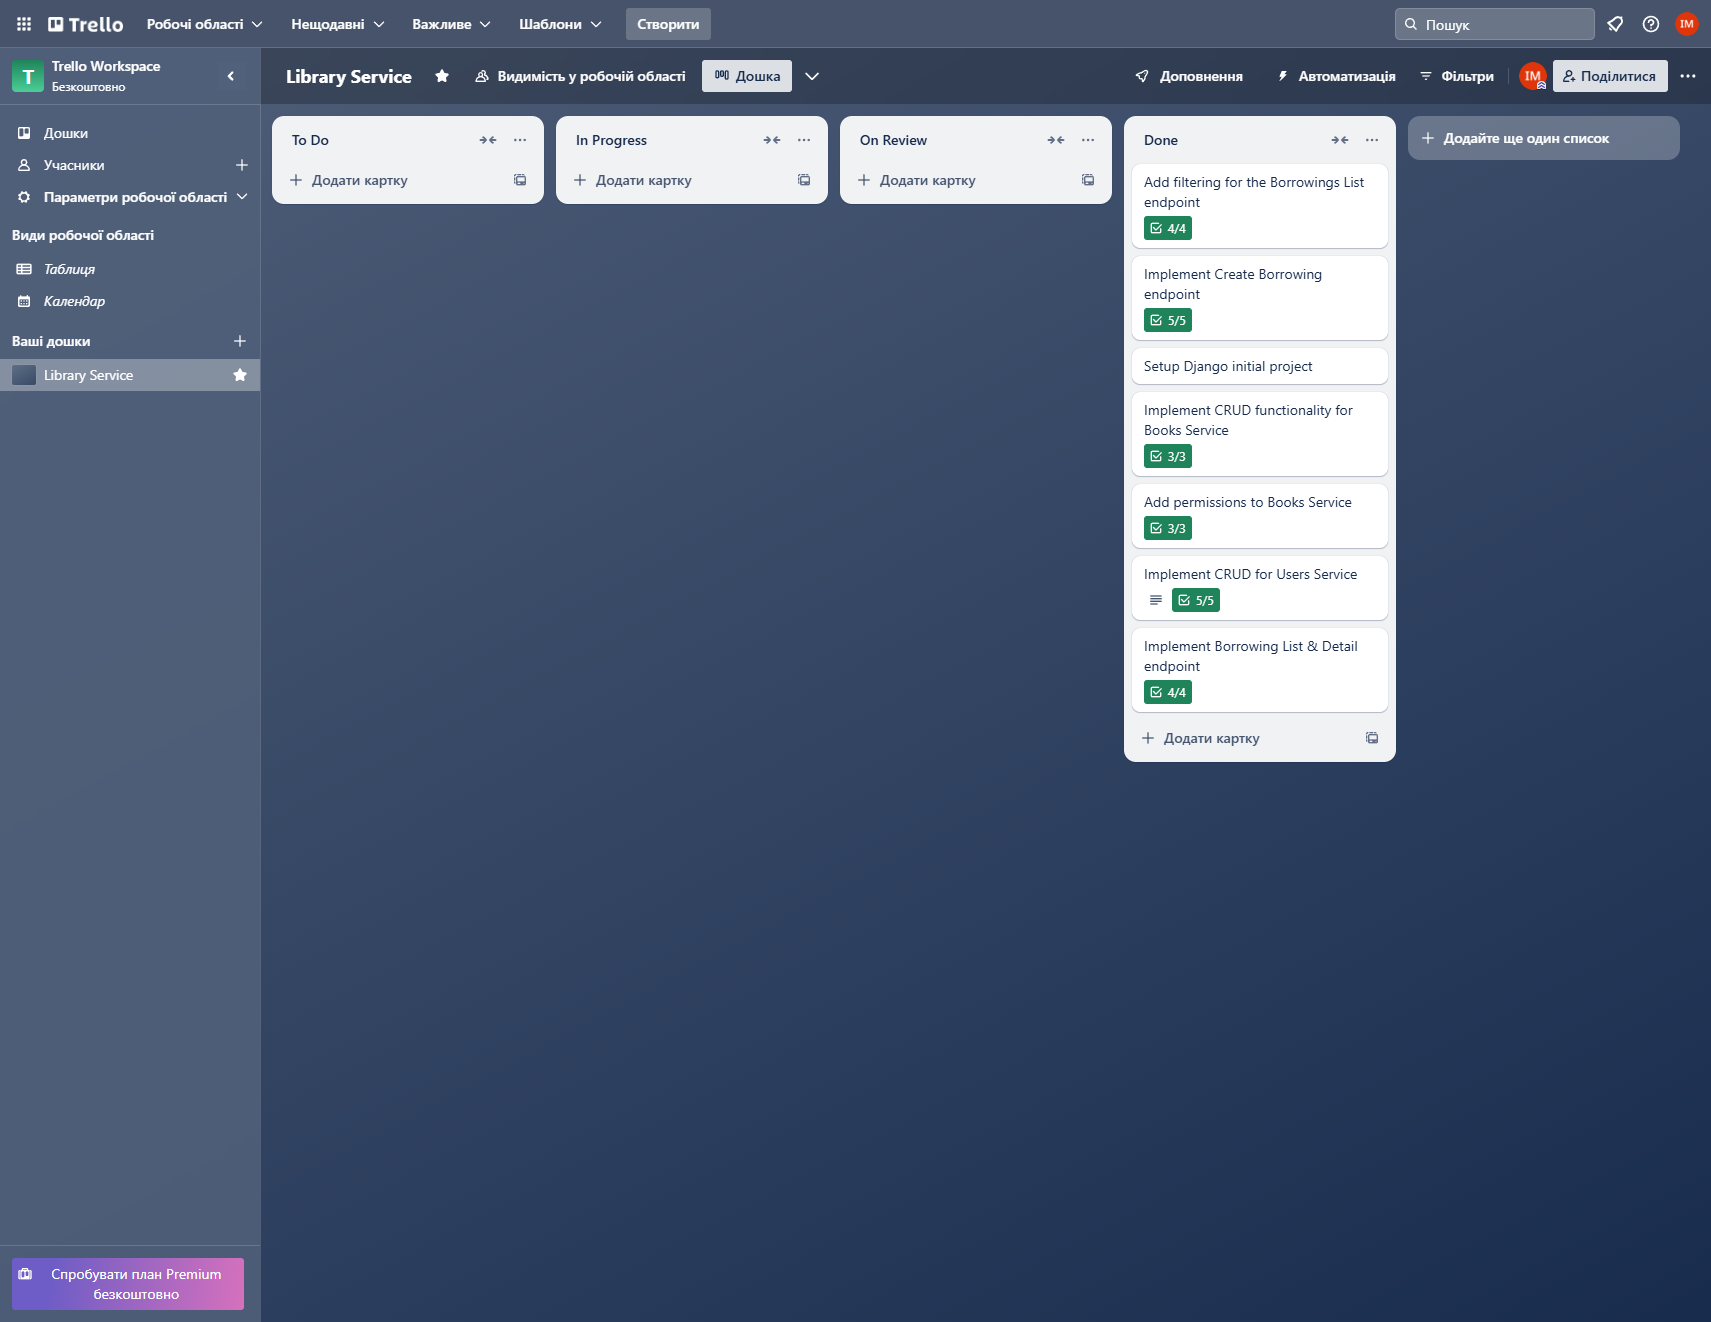 Trello
Робочі області
Нещодавні
Важливе
Шаблони
Створити
Пошук
IM
T
Trello Workspace
Безкоштовно
Library Service
Видимість у робочій області
Дошка
Доповнення
Автоматизація
Фільтри
IM
Поділитися
Дошки
Учасники
Параметри робочої області
Види робочої області
Таблиця
Календар
Ваші дошки
Library Service
To Do
Додати картку
In Progress
Додати картку
On Review
Додати картку
Done
Add filtering for the Borrowings List
endpoint
4/4
Implement Create Borrowing
endpoint
5/5
Setup Django initial project
Implement CRUD functionality for
Books Service
3/3
Add permissions to Books Service
3/3
Implement CRUD for Users Service
5/5
Implement Borrowing List & Detail
endpoint
4/4
Додати картку
Додайте ще один список
Спробувати план Premium
безкоштовно